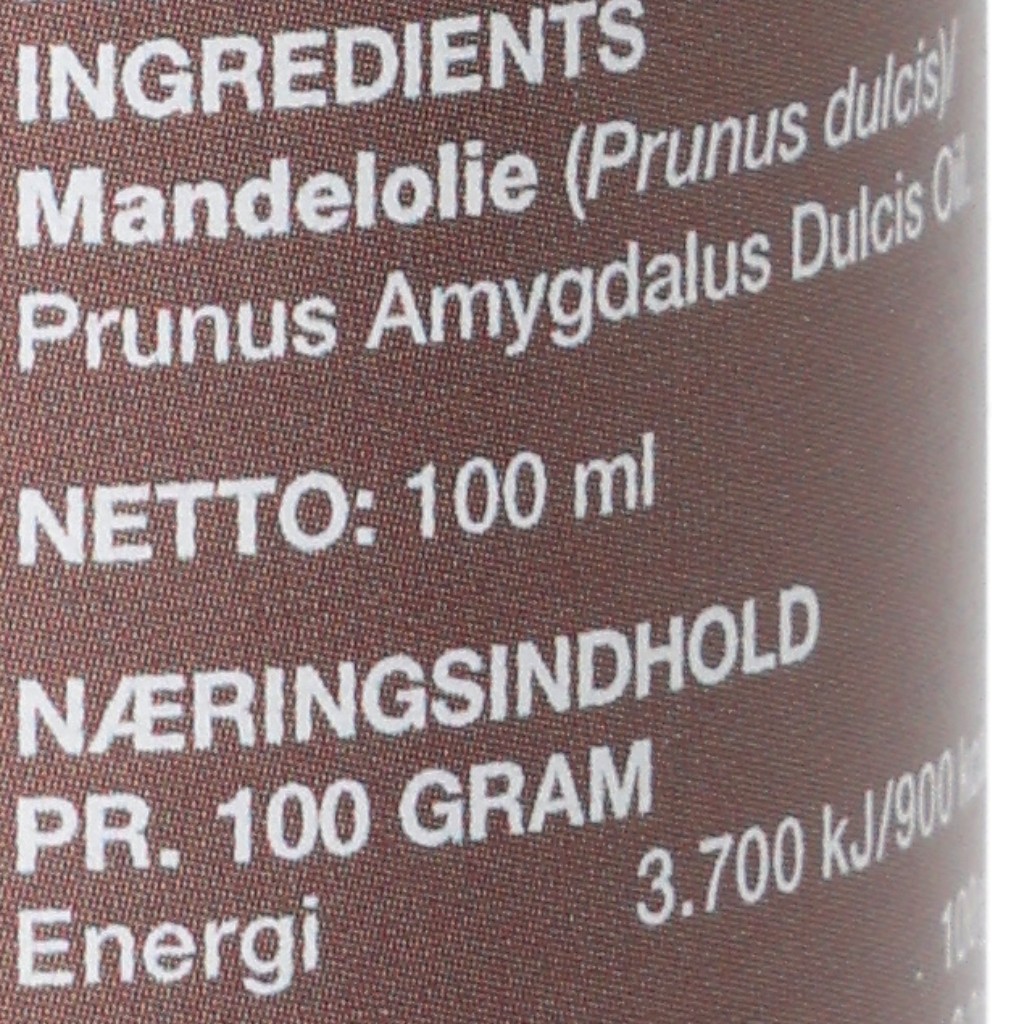 INGREDIENTS
Mandelolie (Prunus dulcis)/
Prunus Amygdalus Dulcis Oil.
NETTO: 100 ml
NÆRINGSINDHOLD
PR. 100 GRAM
Energi 3.700 kJ/900